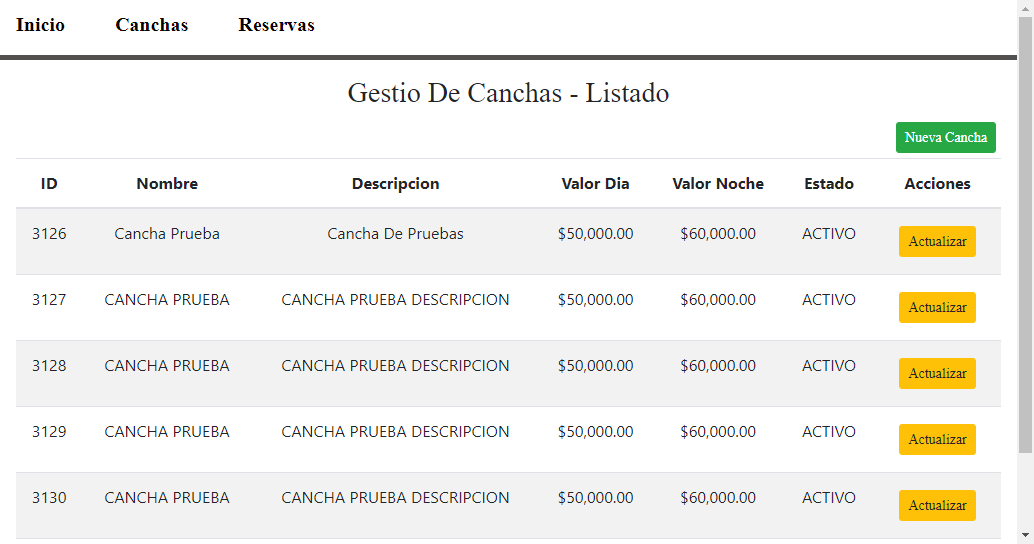 Inicio Canchas Reservas
Gestio De Canchas - Listado
Nueva Cancha
ID Nombre Descripcion Valor Dia Valor Noche Estado Acciones
3126 Cancha Prueba Cancha De Pruebas $50,000.00 $60,000.00 ACTIVO Actualizar
3127 CANCHA PRUEBA CANCHA PRUEBA DESCRIPCION $50,000.00 $60,000.00 ACTIVO Actualizar
3128 CANCHA PRUEBA CANCHA PRUEBA DESCRIPCION $50,000.00 $60,000.00 ACTIVO Actualizar
3129 CANCHA PRUEBA CANCHA PRUEBA DESCRIPCION $50,000.00 $60,000.00 ACTIVO Actualizar
3130 CANCHA PRUEBA CANCHA PRUEBA DESCRIPCION $50,000.00 $60,000.00 ACTIVO Actualizar